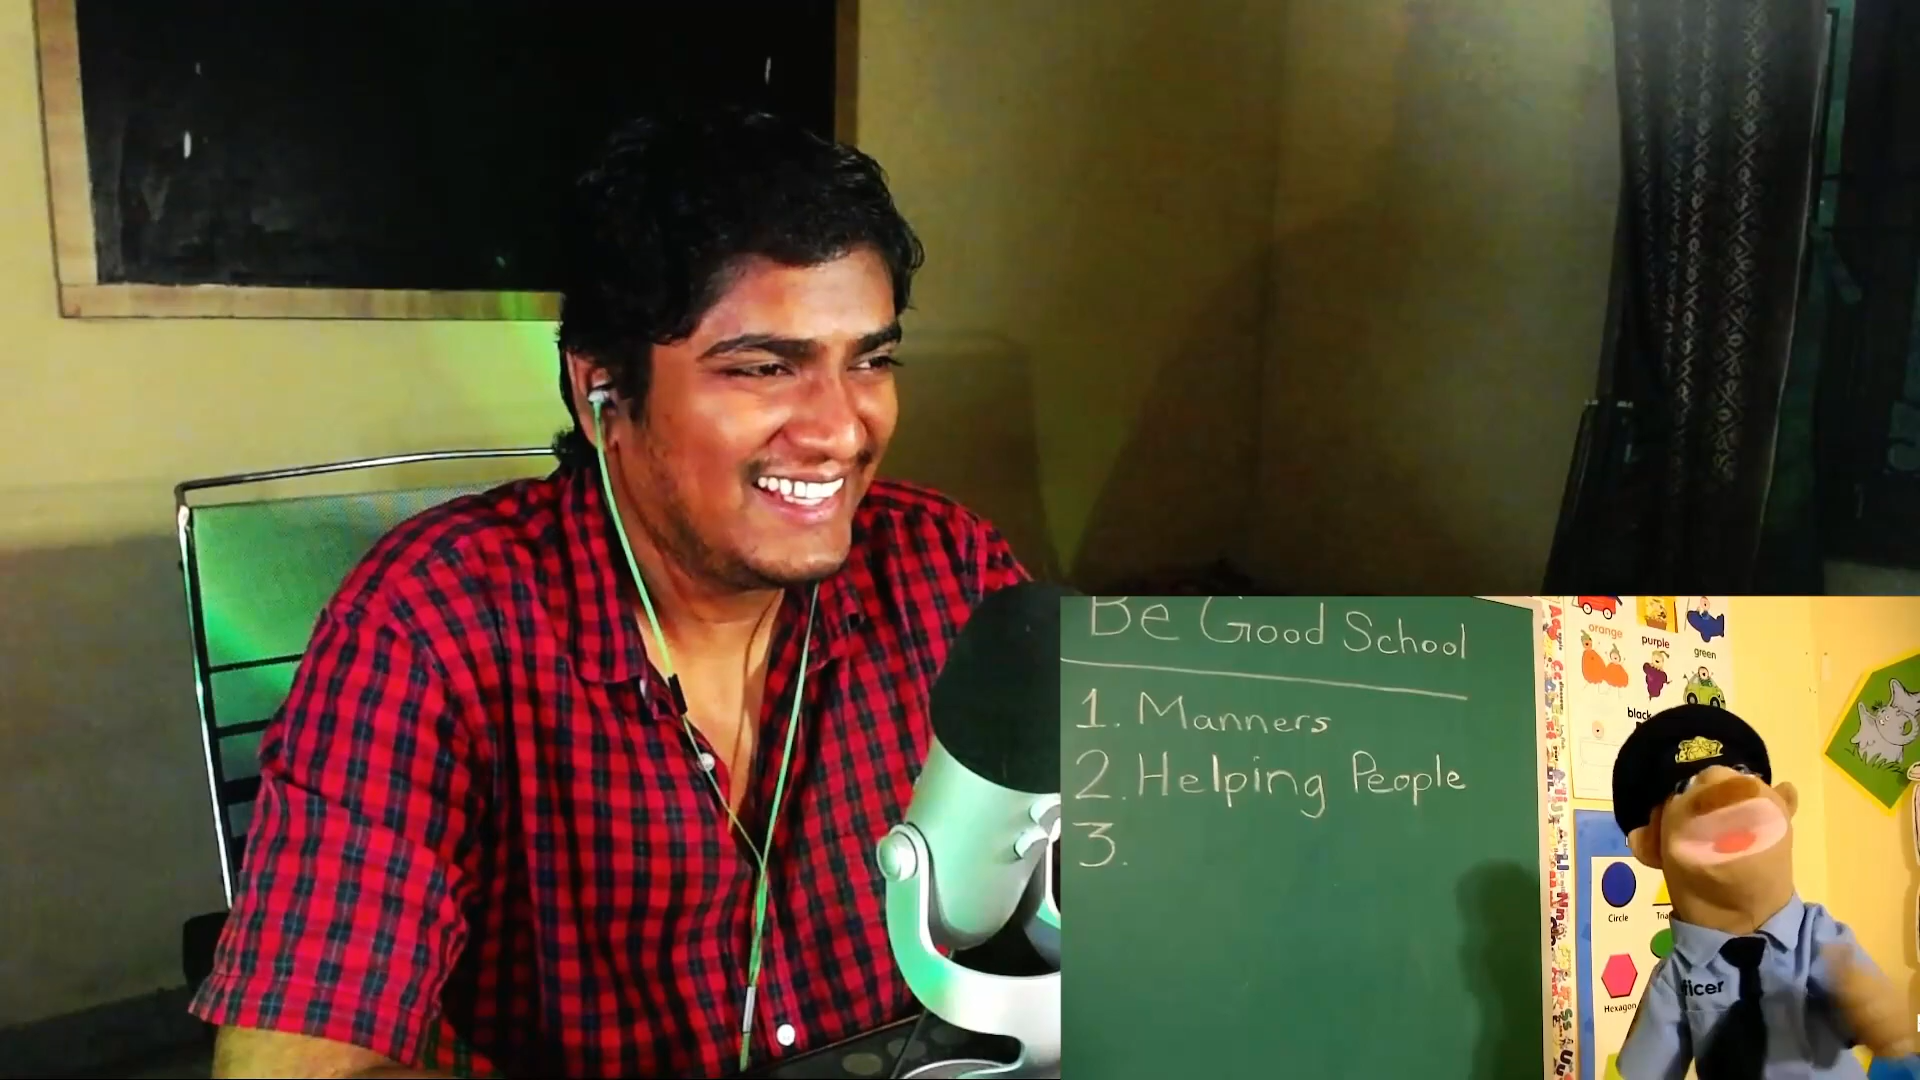 Be Good School
1. Manners
2. Helping People
3.
orange
purple
green
black
Circle
Hexagon
ficer